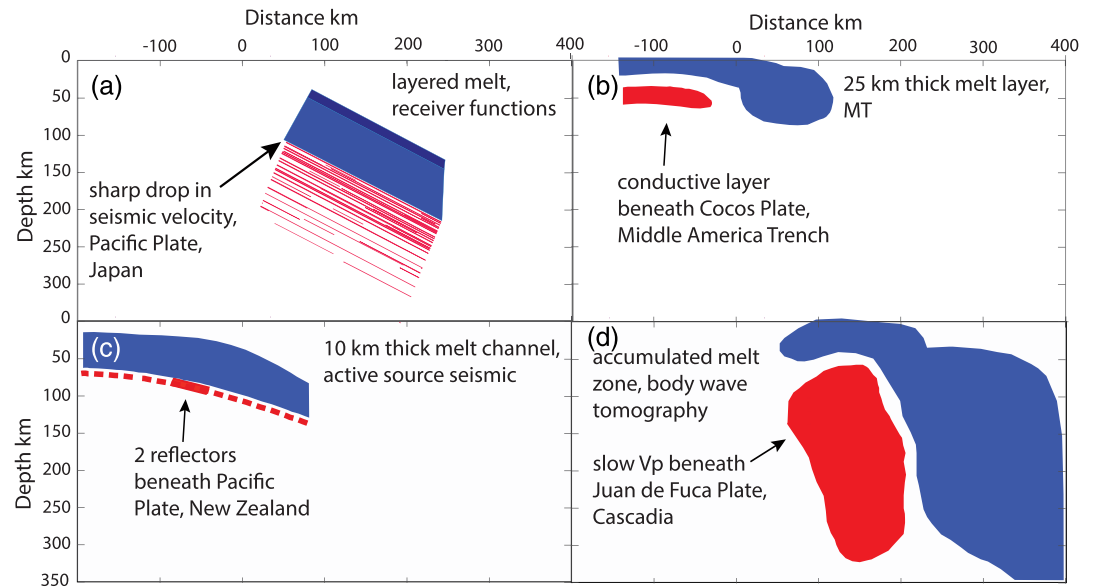 Distance km
Distance km
-100 0 100 200 300 400
-100 0 100 200 300 400
0
50
100
150
200
250
300
0
Depth km
(a)
layered melt,
receiver functions
sharp drop in
seismic velocity,
Pacific Plate,
Japan
(b)
25 km thick melt layer,
MT
conductive layer
beneath Cocos Plate,
Middle America Trench
50
100
150
200
250
300
350
Depth km
(c)
10 km thick melt channel,
active source seismic
2 reflectors
beneath Pacific
Plate, New Zealand
(d)
accumulated melt
zone, body wave
tomography
slow Vp beneath
Juan de Fuca Plate,
Cascadia